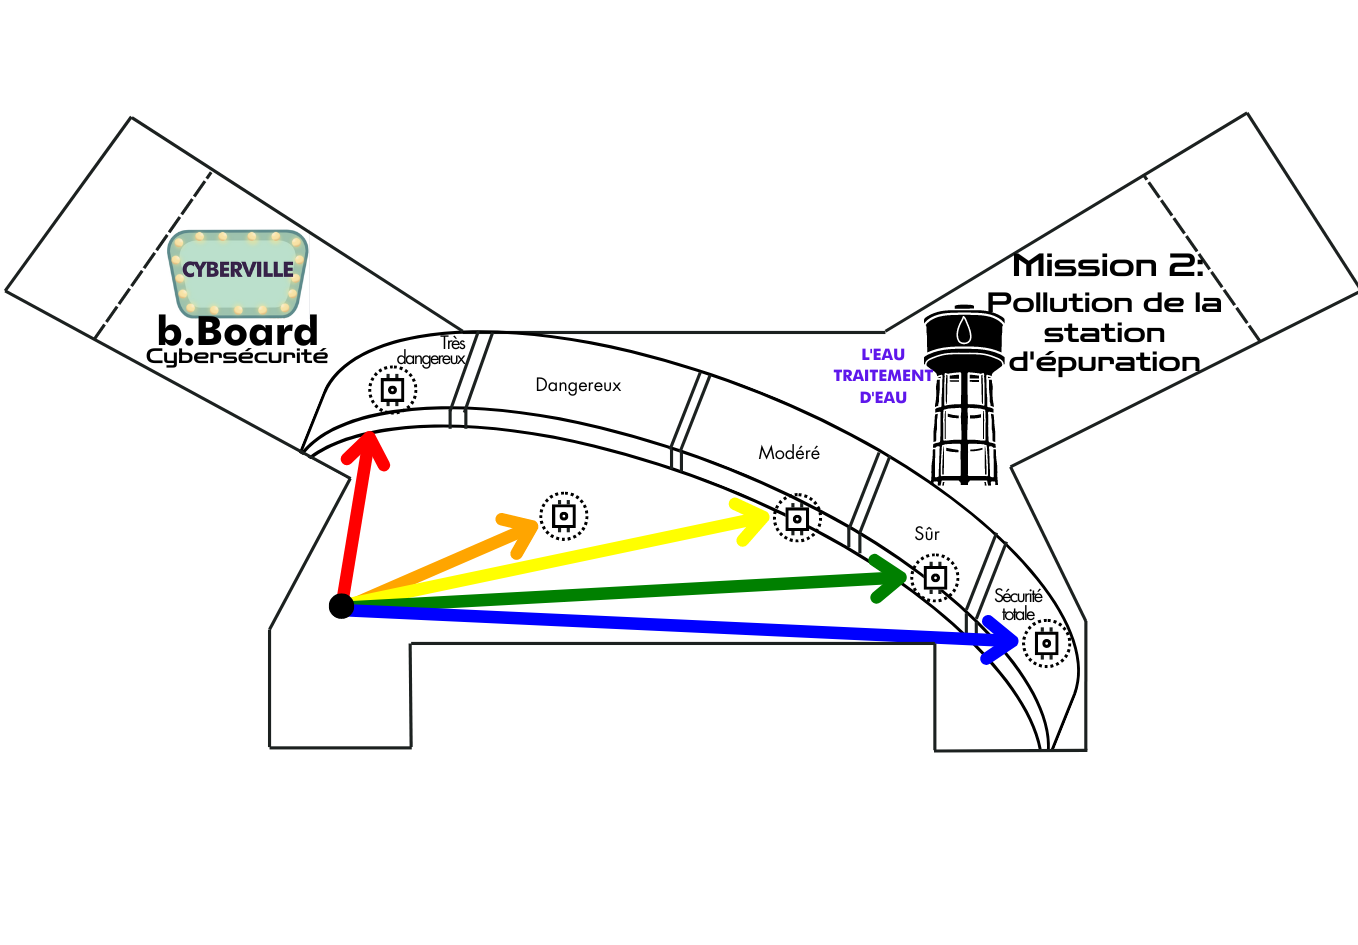 CYBERVILLE
b.Board
Cybersécurité
Mission 2:
Pollution de la
station
d'épuration
L'EAU
TRAITEMENT
D'EAU
Très
dangereux
Dangereux
Modéré
Sûr
Sécurité
totale